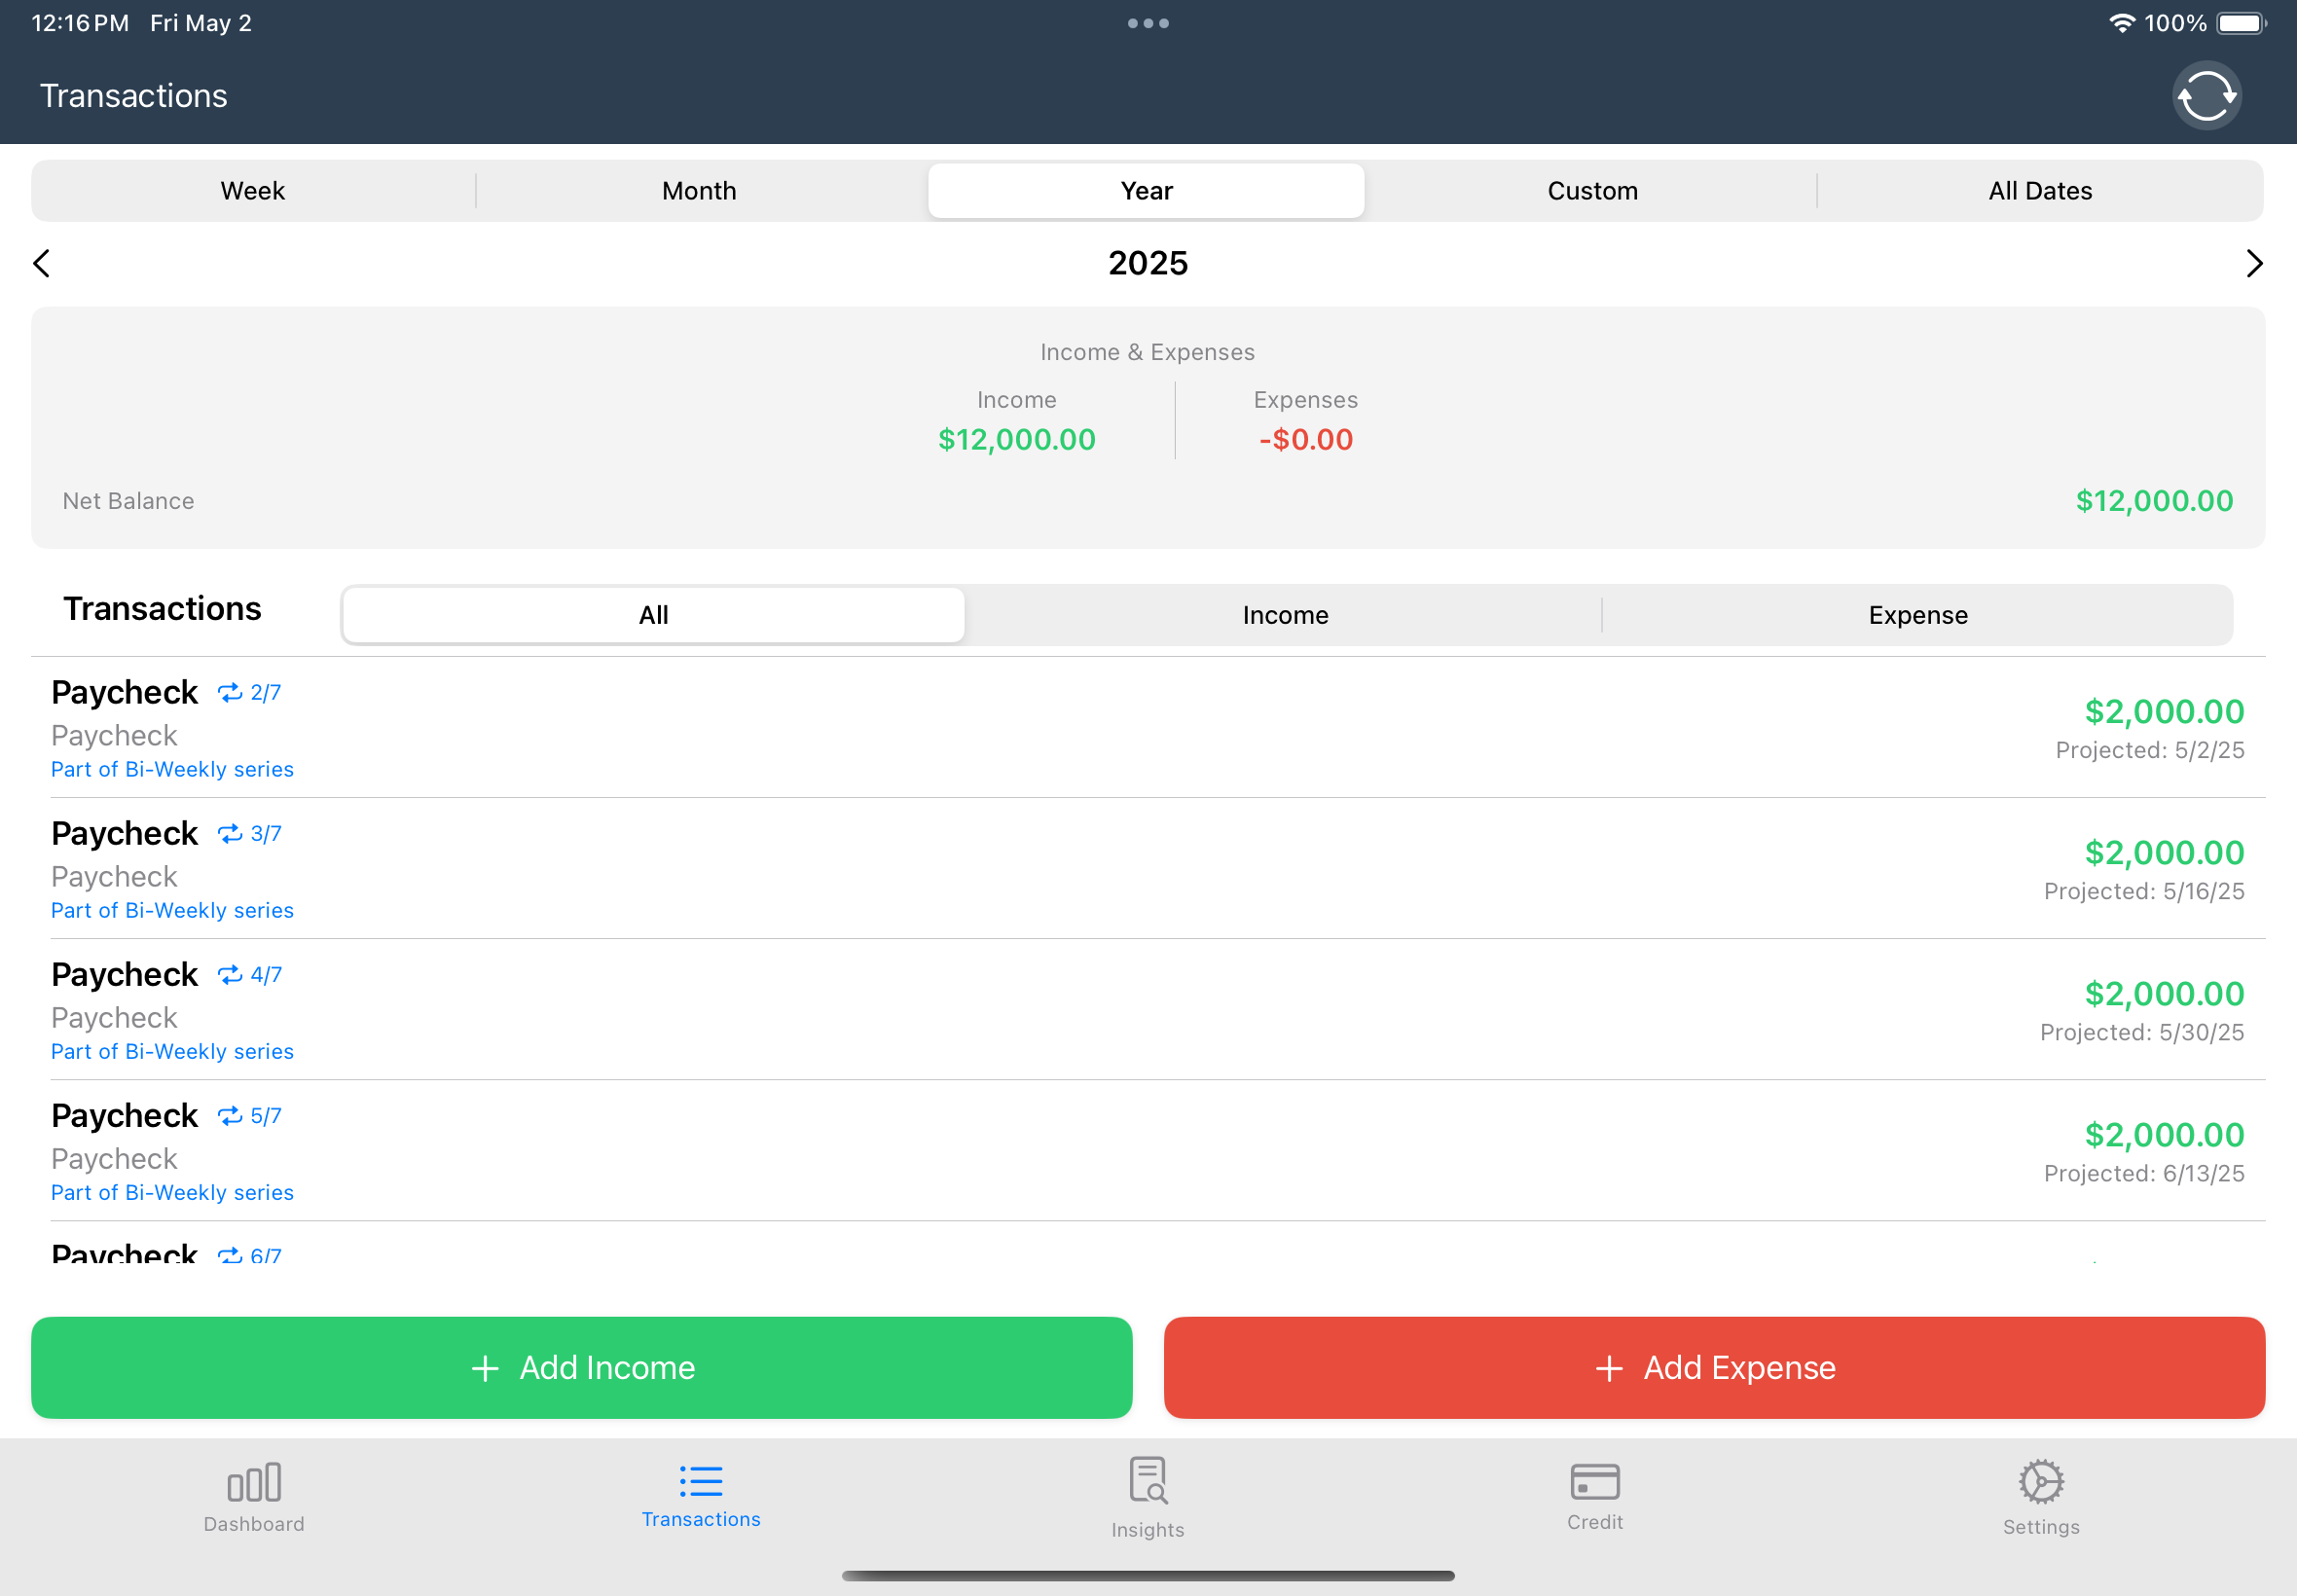 12:16 PM Fri May 2
100%
Transactions
Week Month Year Custom All Dates
2025
Income & Expenses
Income Expenses
$12,000.00 -$0.00
Net Balance $12,000.00
Transactions All Income Expense
Paycheck 2/7
$2,000.00
Paycheck
Projected: 5/2/25
Part of Bi-Weekly series
Paycheck 3/7
$2,000.00
Paycheck
Projected: 5/16/25
Part of Bi-Weekly series
Paycheck 4/7
$2,000.00
Paycheck
Projected: 5/30/25
Part of Bi-Weekly series
Paycheck 5/7
$2,000.00
Paycheck
Projected: 6/13/25
Part of Bi-Weekly series
Paycheck 6/7
+ Add Income + Add Expense
Dashboard Transactions Insights Credit Settings